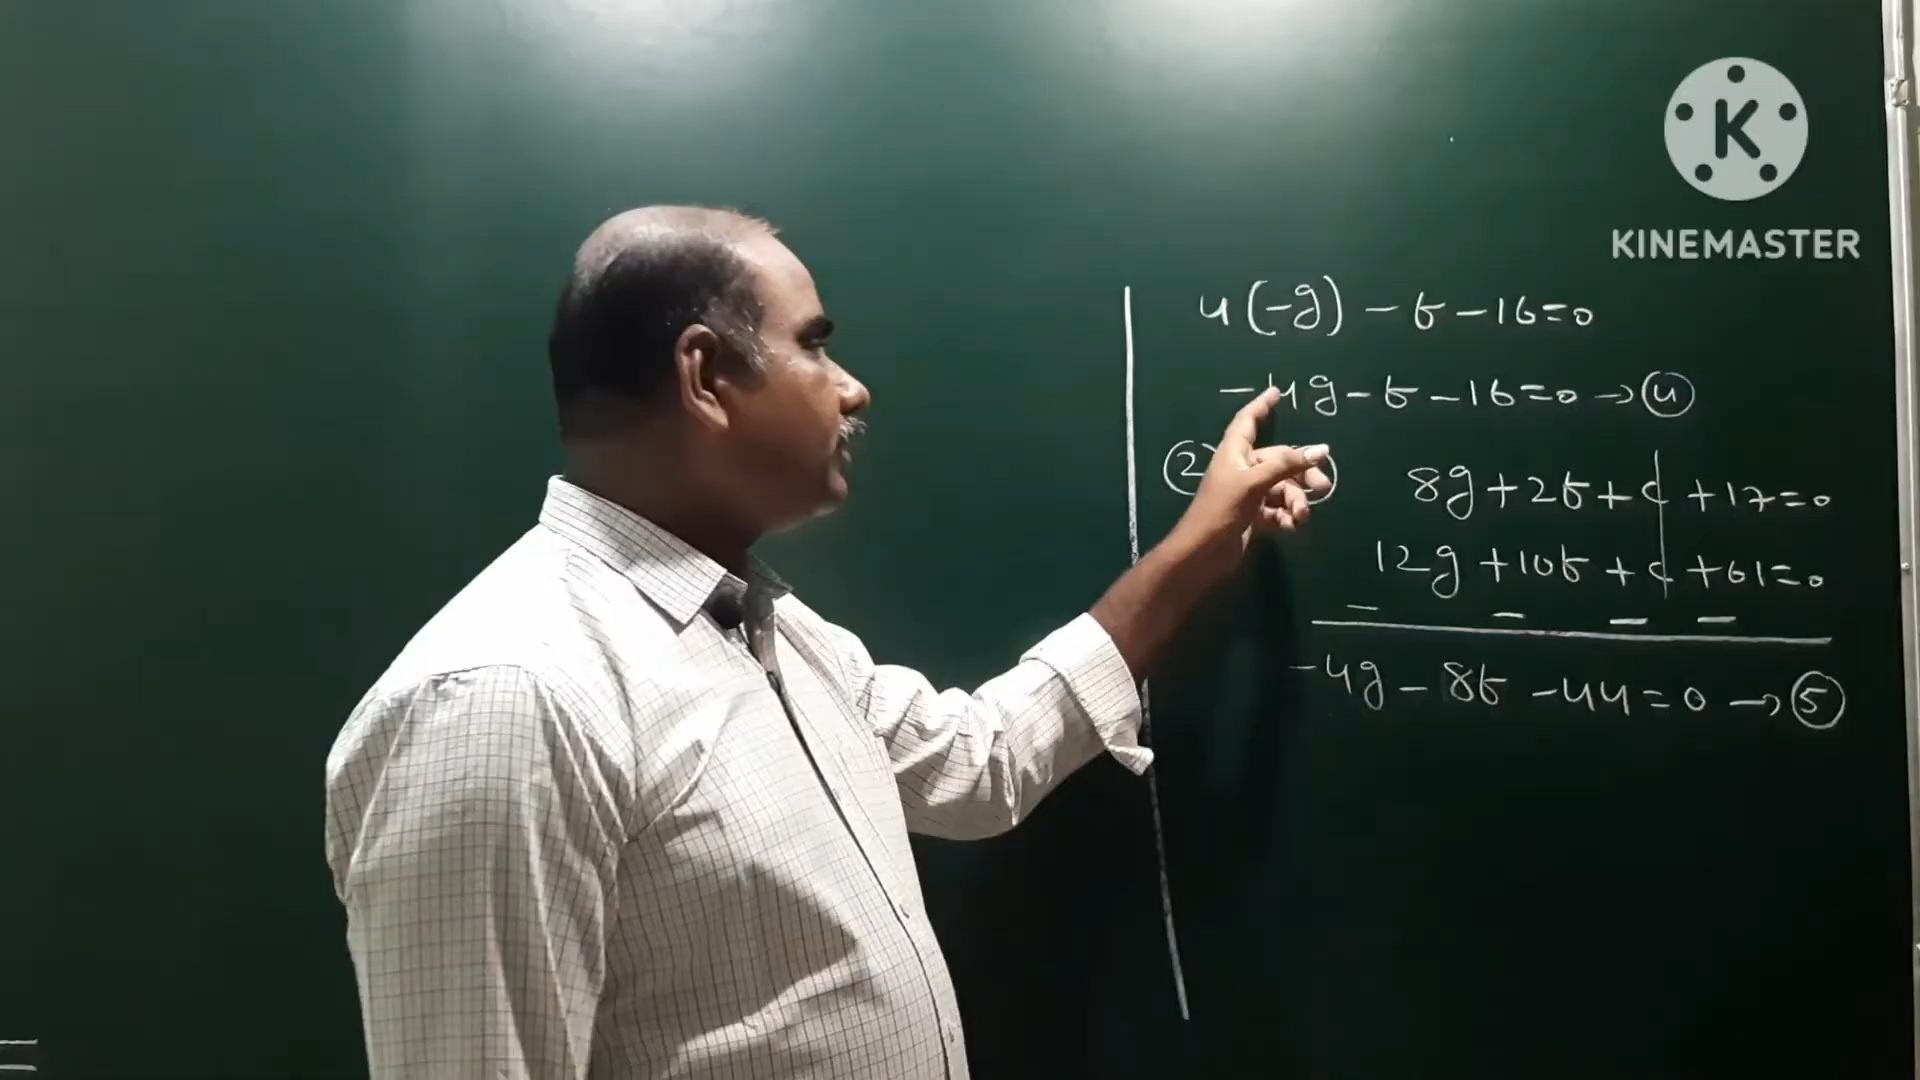 K
KINEMASTER
4(-g) - f - 16 = 0
-4g - f - 16 = 0 → ④
②
8g + 2f + c + 17 = 0
12g + 10f + c + 61 = 0
- - - -
-4g - 8f - 44 = 0 → ⑤